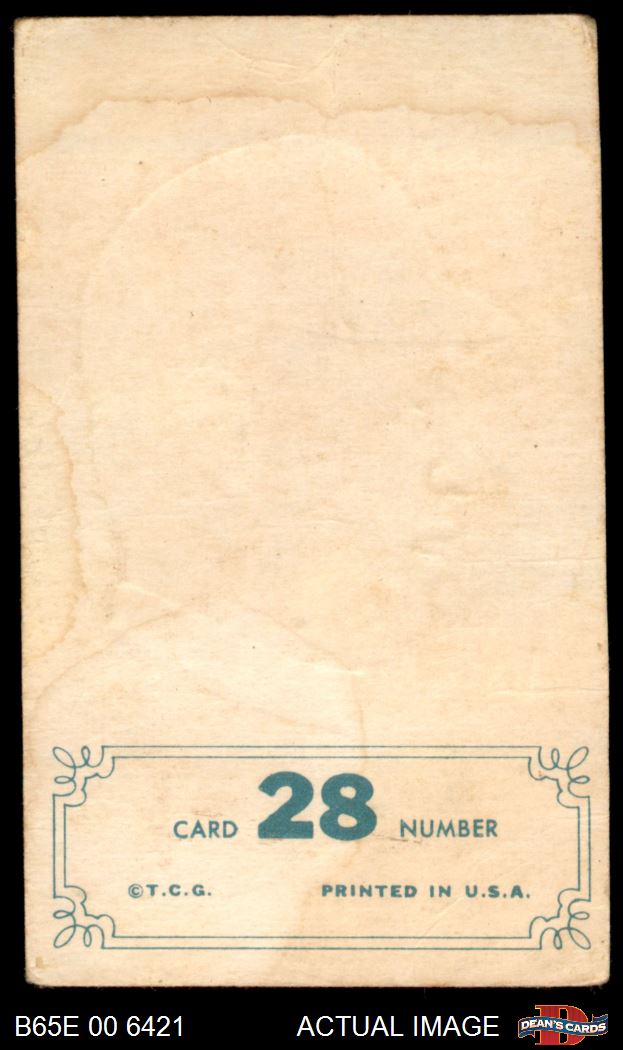 CARD 28 NUMBER
©T.C.G. PRINTED IN U.S.A.
B65E 00 6421 ACTUAL IMAGE DEAN'S CARDS